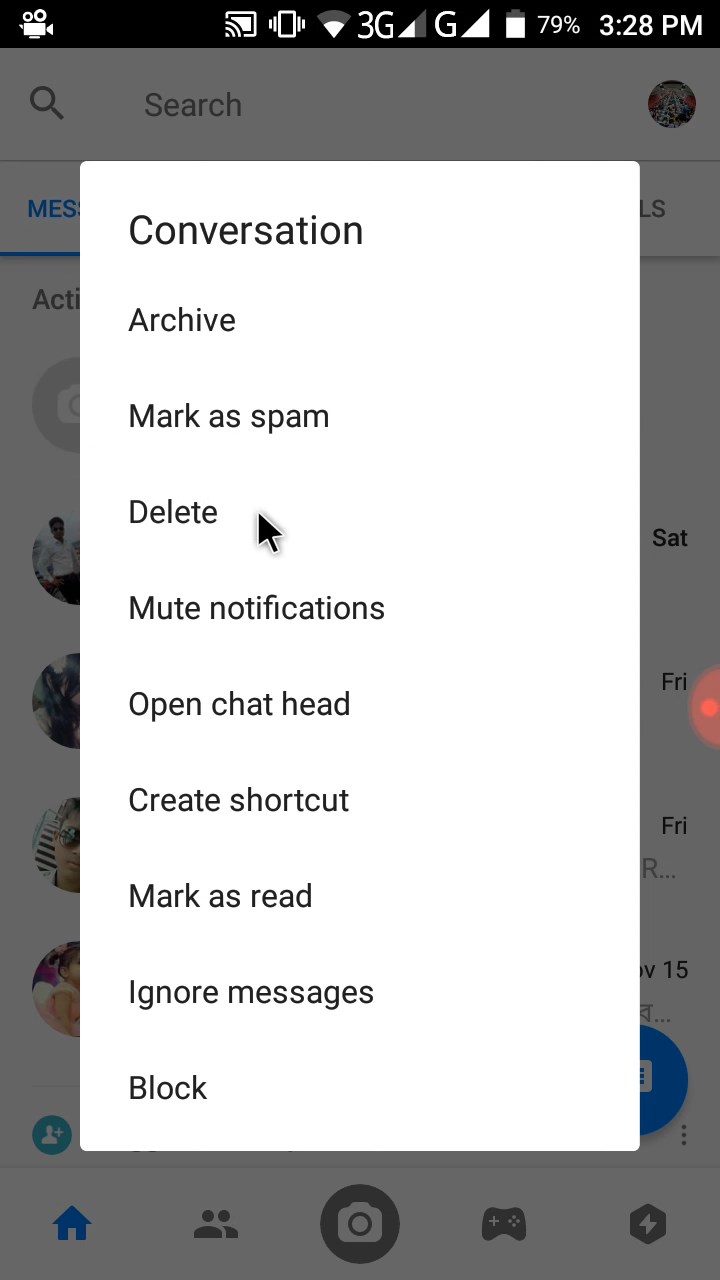 3G G 79% 3:28 PM
Search
MES
LS
Acti
Conversation
Archive
Mark as spam
Delete
Sat
Mute notifications
Fri
Open chat head
Create shortcut
Fri
R...
Mark as read
ov 15
Ignore messages
ব...
Block